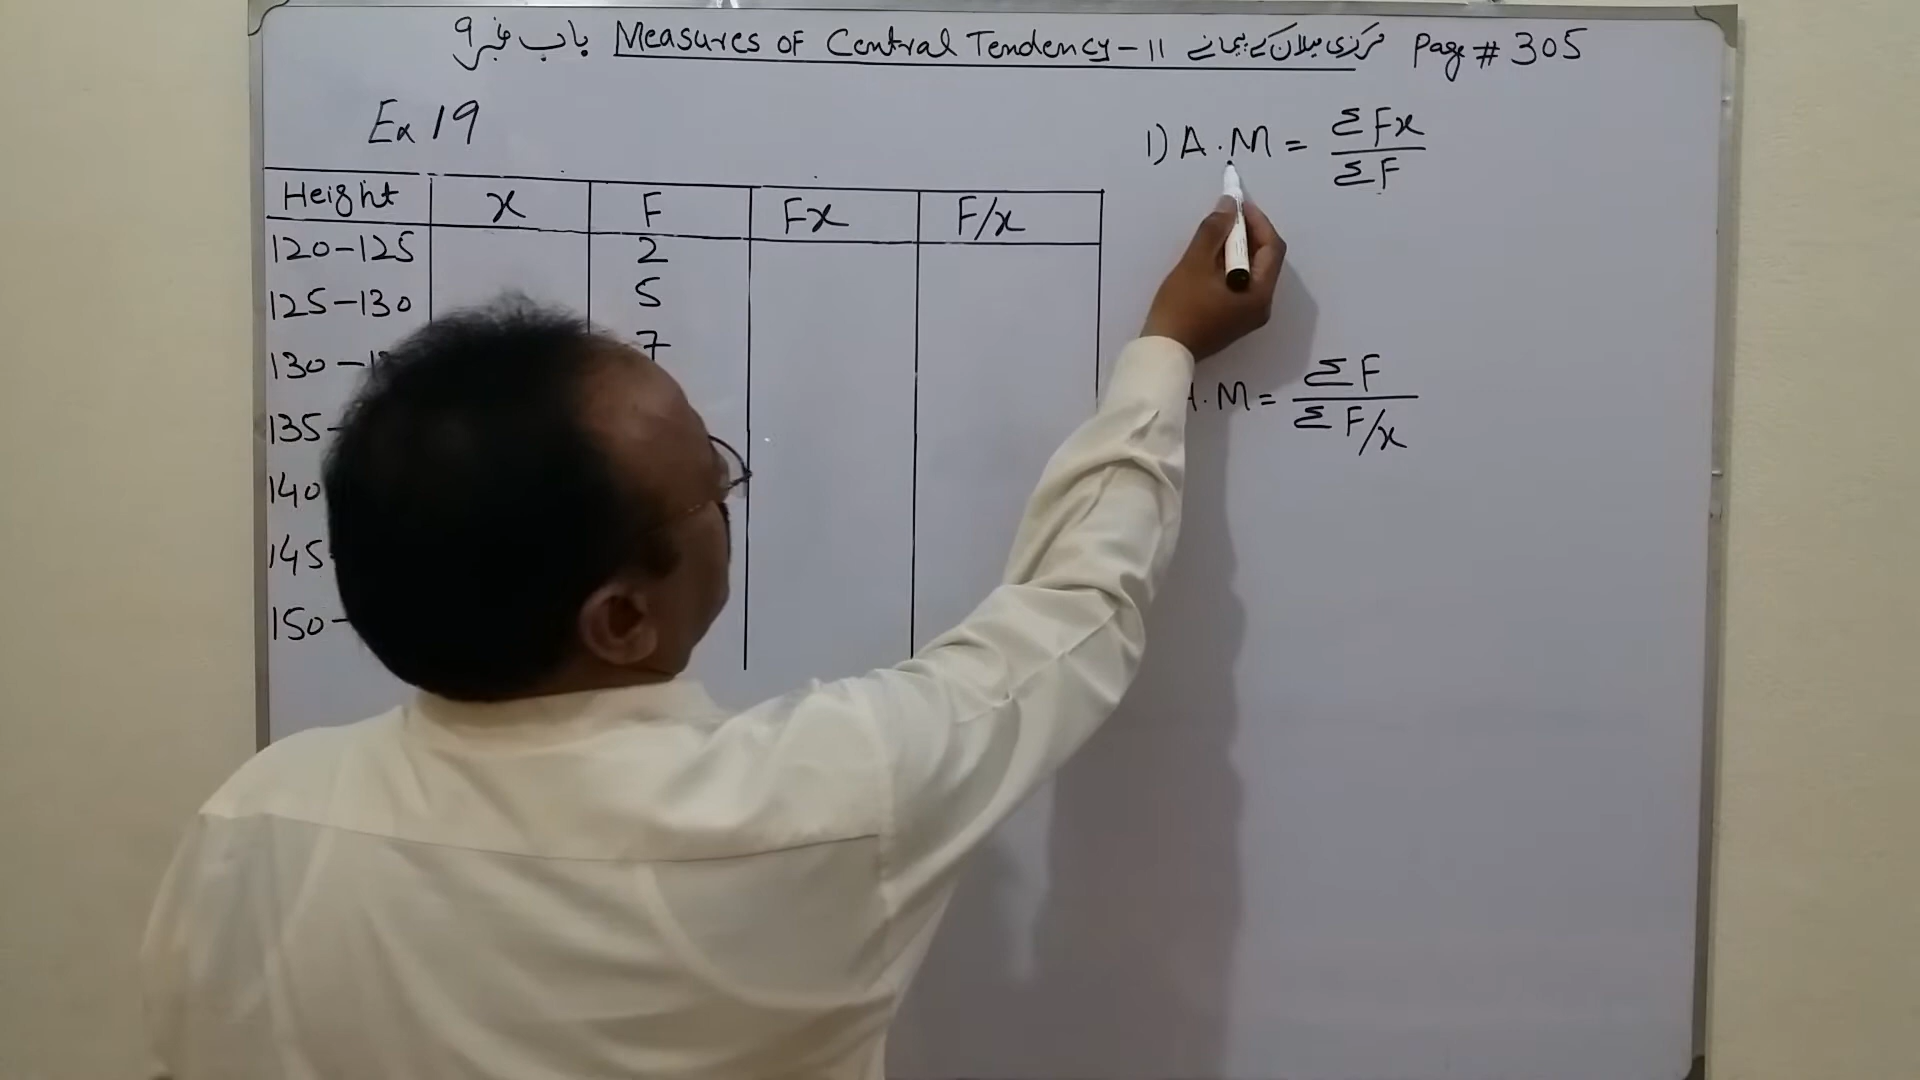 باب نمبر 9 Measures OF Central Tendency - 11 مرکزی میلان کے پیمانے Page # 305
Ex 19
Height x F Fx F/x
120-125 2
125-130 5
130- 7
135-
140
145
150-
1) A.M = ΣFx / ΣF
.M = ΣF / ΣF/x